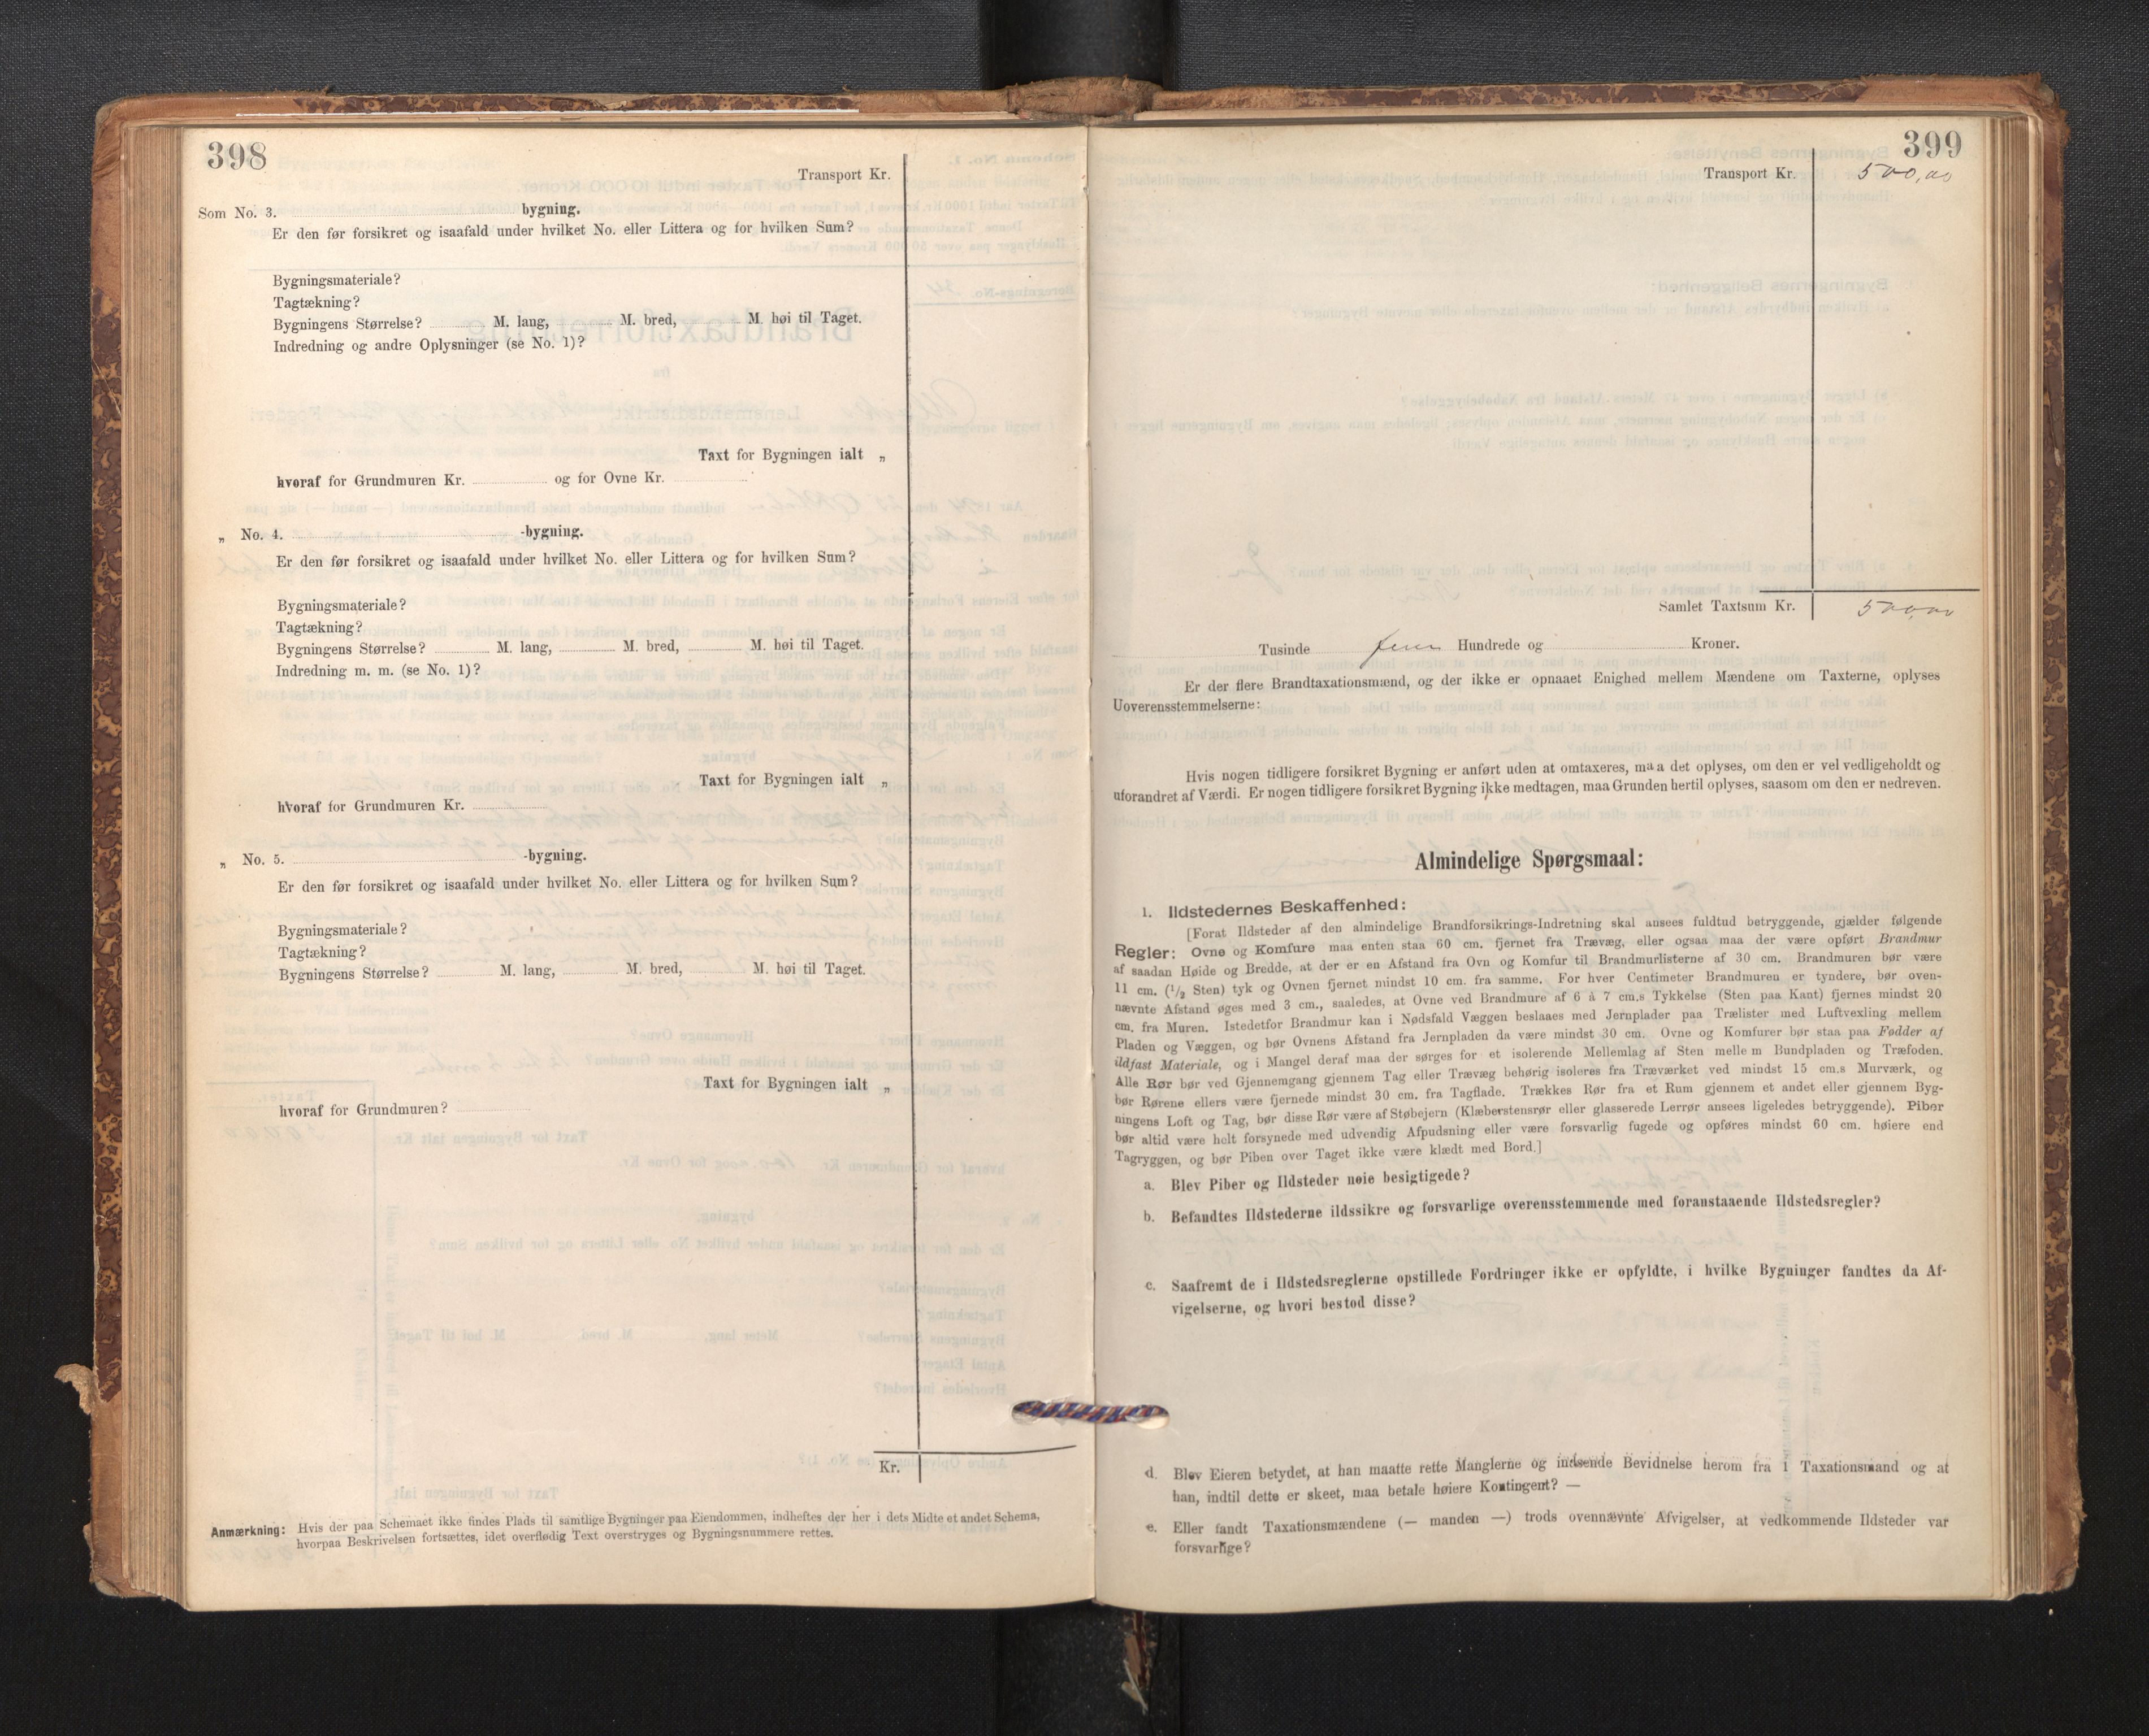 398
Transport Kr.
Som No. 3. bygning.
Er den før forsikret og isaafald under hvilket No. eller Littera og for hvilken Sum?
Bygningsmateriale?
Tagtækning?
Bygningens Størrelse? M. lang, M. bred, M. høi til Taget.
Indredning og andre Oplysninger (se No. 1)?
Taxt for Bygningen ialt „
hvoraf for Grundmuren Kr. og for Ovne Kr.
„ No. 4. -bygning.
Er den før forsikret og isaafald under hvilket No. eller Littera og for hvilken Sum?
Bygningsmateriale?
Tagtækning?
Bygningens Størrelse? M. lang, M. bred, M. høi til Taget.
Indredning m. m. (se No. 1)?
Taxt for Bygningen ialt „
hvoraf for Grundmuren Kr.
„ No. 5. -bygning.
Er den før forsikret og isaafald under hvilket No. eller Littera og for hvilken Sum?
Bygningsmateriale?
Tagtækning?
Bygningens Størrelse? M. lang, M. bred, M. høi til Taget.
Taxt for Bygningen ialt „
hvoraf for Grundmuren?
Kr.
Anmærkning: Hvis der paa Schemaet ikke findes Plads til samtlige Bygninger paa Eiendommen, indheftes der her i dets Midte et andet Schema,
hvorpaa Beskrivelsen fortsættes, idet overflødig Text overstryges og Bygningsnummere rettes.
399
Transport Kr. 500,00
Samlet Taxtsum Kr. 500,00
Tusinde fem Hundrede og Kroner.
Er der flere Brandtaxationsmænd, og der ikke er opnaaet Enighed mellem Mændene om Taxterne, oplyses
Uoverensstemmelserne:
Hvis nogen tidligere forsikret Bygning er anført uden at omtaxeres, maa det oplyses, om den er vel vedligeholdt og
uforandret af Værdi. Er nogen tidligere forsikret Bygning ikke medtagen, maa Grunden hertil oplyses, saasom om den er nedreven.
Almindelige Spørgsmaal:
1. Ildstedernes Beskaffenhed:
[Forat Ildsteder af den almindelige Brandforsikrings-Indretning skal ansees fuldtud betryggende, gjælder følgende
Regler: Ovne og Komfure maa enten staa 60 cm. fjernet fra Trævæg, eller ogsaa maa der være opført Brandmur
af saadan Høide og Bredde, at der er en Afstand fra Ovn og Komfur til Brandmurlisterne af 30 cm. Brandmuren bør være
11 cm. (1/2 Sten) tyk og Ovnen fjernet mindst 10 cm. fra samme. For hver Centimeter Brandmuren er tyndere, bør oven-
nævnte Afstand øges med 3 cm., saaledes, at Ovne ved Brandmure af 6 à 7 cm.s Tykkelse (Sten paa Kant) fjernes mindst 20
cm. fra Muren. Istedetfor Brandmur kan i Nødsfald Væggen beslaaes med Jernplader paa Trælister med Luftvexling mellem
Pladen og Væggen, og bør Ovnens Afstand fra Jernpladen da være mindst 30 cm. Ovne og Komfurer bør staa paa Fødder af
ildfast Materiale, og i Mangel deraf maa der sørges for et isolerende Mellemlag af Sten mellem Bundpladen og Træfoden.
Alle Rør bør ved Gjennemgang gjennem Tag eller Trævæg behørig isoleres fra Træværket ved mindst 15 cm.s Murværk, og
bør Rørene ellers være fjernede mindst 30 cm. fra Tagflade. Trækkes Rør fra et Rum gjennem et andet eller gjennem Byg-
ningens Loft og Tag, bør disse Rør være af Støbejern (Klæberstensrør eller glasserede Lerrør ansees ligeledes betryggende). Piber
bør altid være helt forsynede med udvendig Afpudsning eller være forsvarlig fugede og opføres mindst 60 cm. høiere end
Tagryggen, og bør Piben over Taget ikke være klædt med Bord.]
a. Blev Piber og Ildsteder nøie besigtigede?
b. Befandtes Ildstederne ildssikre og forsvarlige overensstemmende med foranstaaende Ildstedsregler?
c. Saafremt de i Ildstedsreglerne opstillede Fordringer ikke er opfyldte, i hvilke Bygninger fandtes da Af-
vigelserne, og hvori bestod disse?
d. Blev Eieren betydet, at han maatte rette Manglerne og indsende Bevidnelse herom fra 1 Taxationsmand og at
han, indtil dette er skeet, maa betale høiere Kontingent? —
e. Eller fandt Taxationsmændene (— manden —) trods ovennævnte Afvigelser, at vedkommende Ildsteder var
forsvarlige?